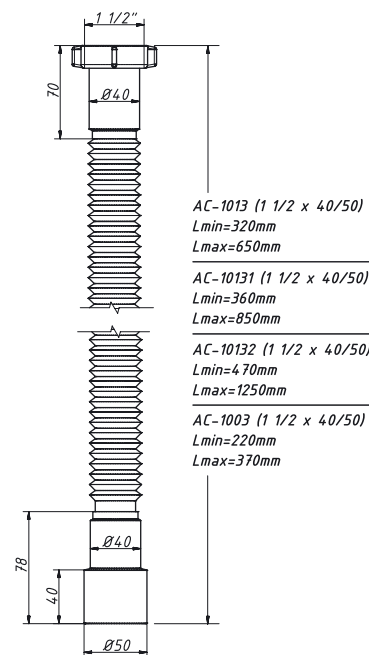 1 1/2"
70
Ø40
AC-1013 (1 1/2 x 40/50)
Lmin=320mm
Lmax=650mm
AC-10131 (1 1/2 x 40/50)
Lmin=360mm
Lmax=850mm
AC-10132 (1 1/2 x 40/50)
Lmin=470mm
Lmax=1250mm
AC-1003 (1 1/2 x 40/50)
Lmin=220mm
Lmax=370mm
78
Ø40
40
Ø50